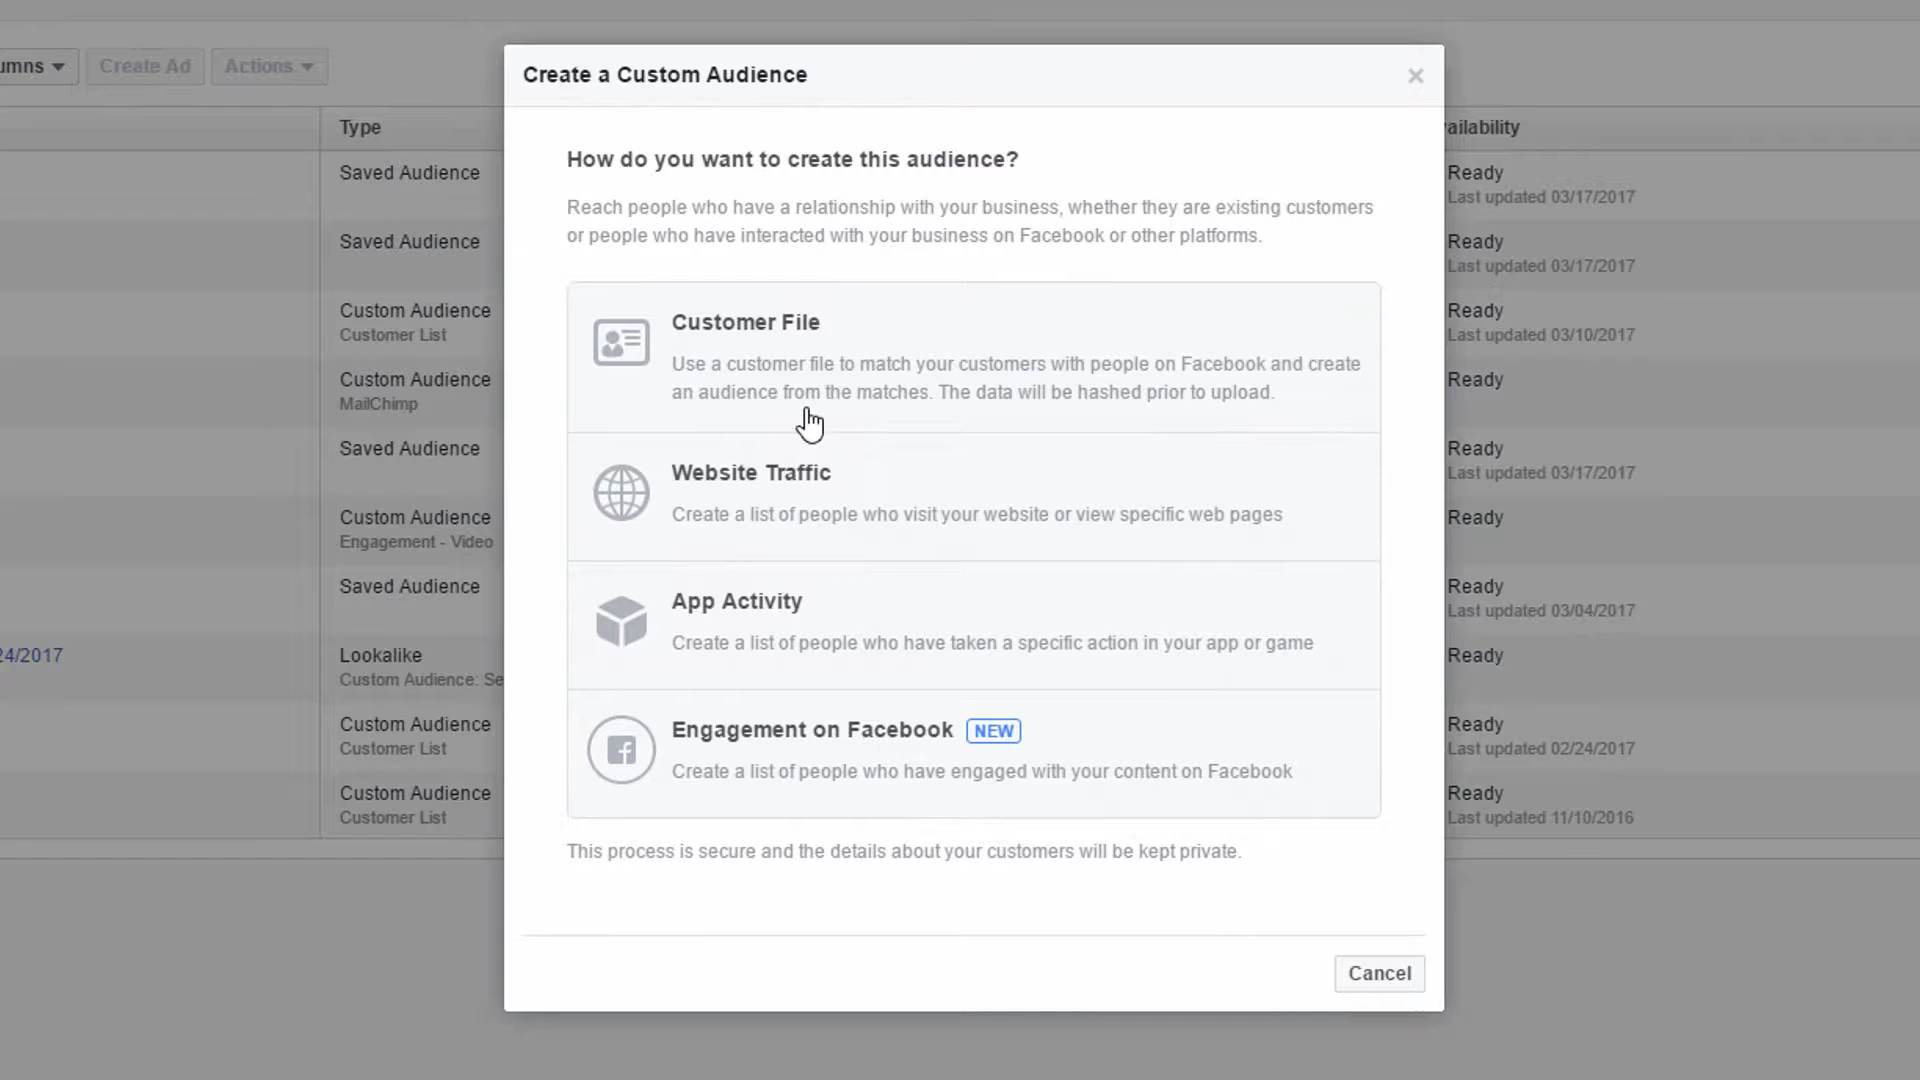 umns
Create Ad
Actions
Create a Custom Audience
How do you want to create this audience?
Reach people who have a relationship with your business, whether they are existing customers
or people who have interacted with your business on Facebook or other platforms.
Customer File
Use a customer file to match your customers with people on Facebook and create
an audience from the matches. The data will be hashed prior to upload.
Website Traffic
Create a list of people who visit your website or view specific web pages
App Activity
Create a list of people who have taken a specific action in your app or game
Engagement on Facebook NEW
Create a list of people who have engaged with your content on Facebook
This process is secure and the details about your customers will be kept private.
Cancel
Type
Saved Audience
Saved Audience
Custom Audience
Customer List
Custom Audience
MailChimp
Saved Audience
Custom Audience
Engagement - Video
Saved Audience
24/2017
Lookalike
Custom Audience: Se
Custom Audience
Customer List
Custom Audience
Customer List
ailability
Ready
Last updated 03/17/2017
Ready
Last updated 03/17/2017
Ready
Last updated 03/10/2017
Ready
Ready
Last updated 03/17/2017
Ready
Ready
Last updated 03/04/2017
Ready
Ready
Last updated 02/24/2017
Ready
Last updated 11/10/2016